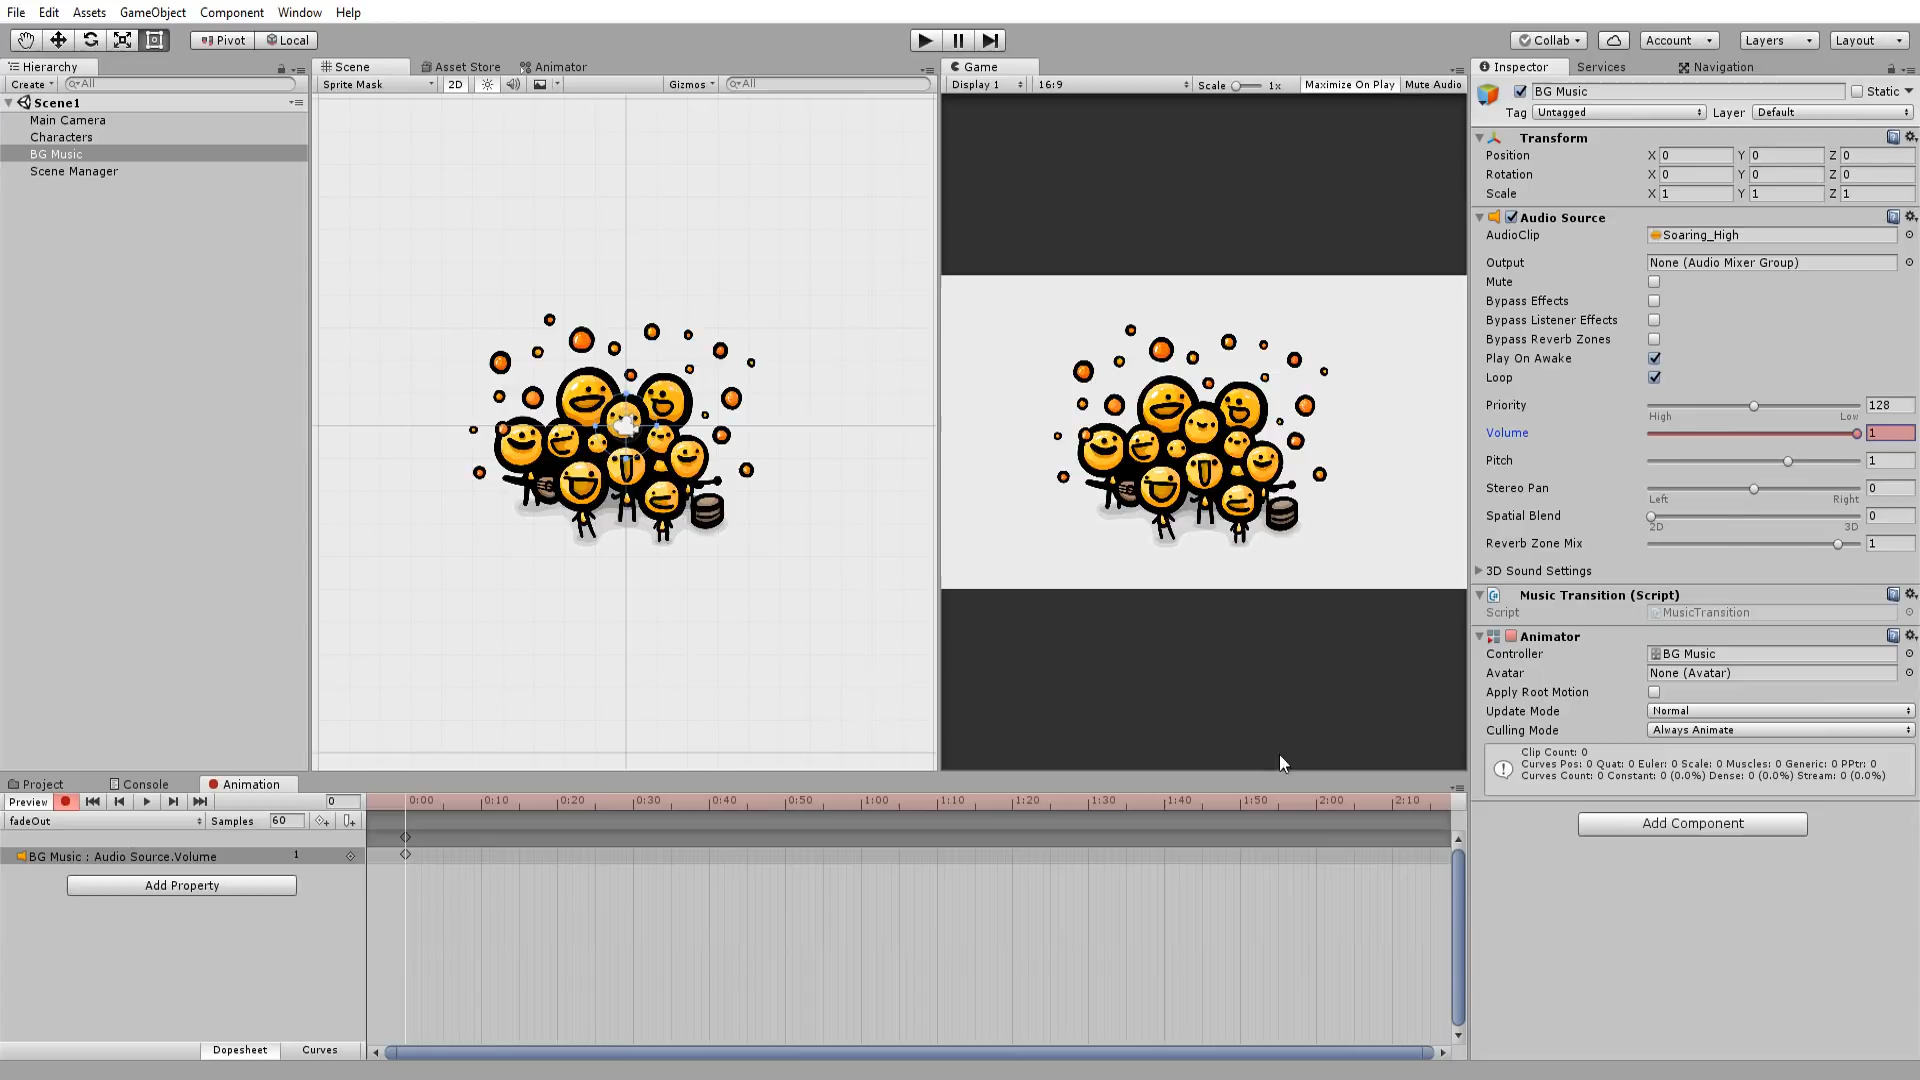 File Edit Assets GameObject Component Window Help
Pivot Local
Collab Account Layers Layout
Hierarchy
Create All
Scene1
Main Camera
Characters
BG Music
Scene Manager
Scene Asset Store Animator
Sprite Mask 2D Gizmos All
Game
Display 1 16:9 Scale 1x Maximize On Play Mute Audio
Inspector Services Navigation
BG Music Static
Tag Untagged Layer Default
Transform
Position X 0 Y 0 Z 0
Rotation X 0 Y 0 Z 0
Scale X 1 Y 1 Z 1
Audio Source
AudioClip Soaring_High
Output None (Audio Mixer Group)
Mute
Bypass Effects
Bypass Listener Effects
Bypass Reverb Zones
Play On Awake
Loop
Priority 128
High Low
Volume 1
Pitch 1
Stereo Pan 0
Left Right
Spatial Blend 0
2D 3D
Reverb Zone Mix 1
3D Sound Settings
Music Transition (Script)
Script MusicTransition
Animator
Controller BG Music
Avatar None (Avatar)
Apply Root Motion
Update Mode Normal
Culling Mode Always Animate
Clip Count: 0
Curves Pos: 0 Quat: 0 Euler: 0 Scale: 0 Muscles: 0 Generic: 0 PPtr: 0
Curves Count: 0 Constant: 0 (0.0%) Dense: 0 (0.0%) Stream: 0 (0.0%)
Add Component
Project Console Animation
Preview 0 0:00 0:10 0:20 0:30 0:40 0:50 1:00 1:10 1:20 1:30 1:40 1:50 2:00 2:10
fadeOut Samples 60
BG Music : Audio Source.Volume 1
Add Property
Dopesheet Curves